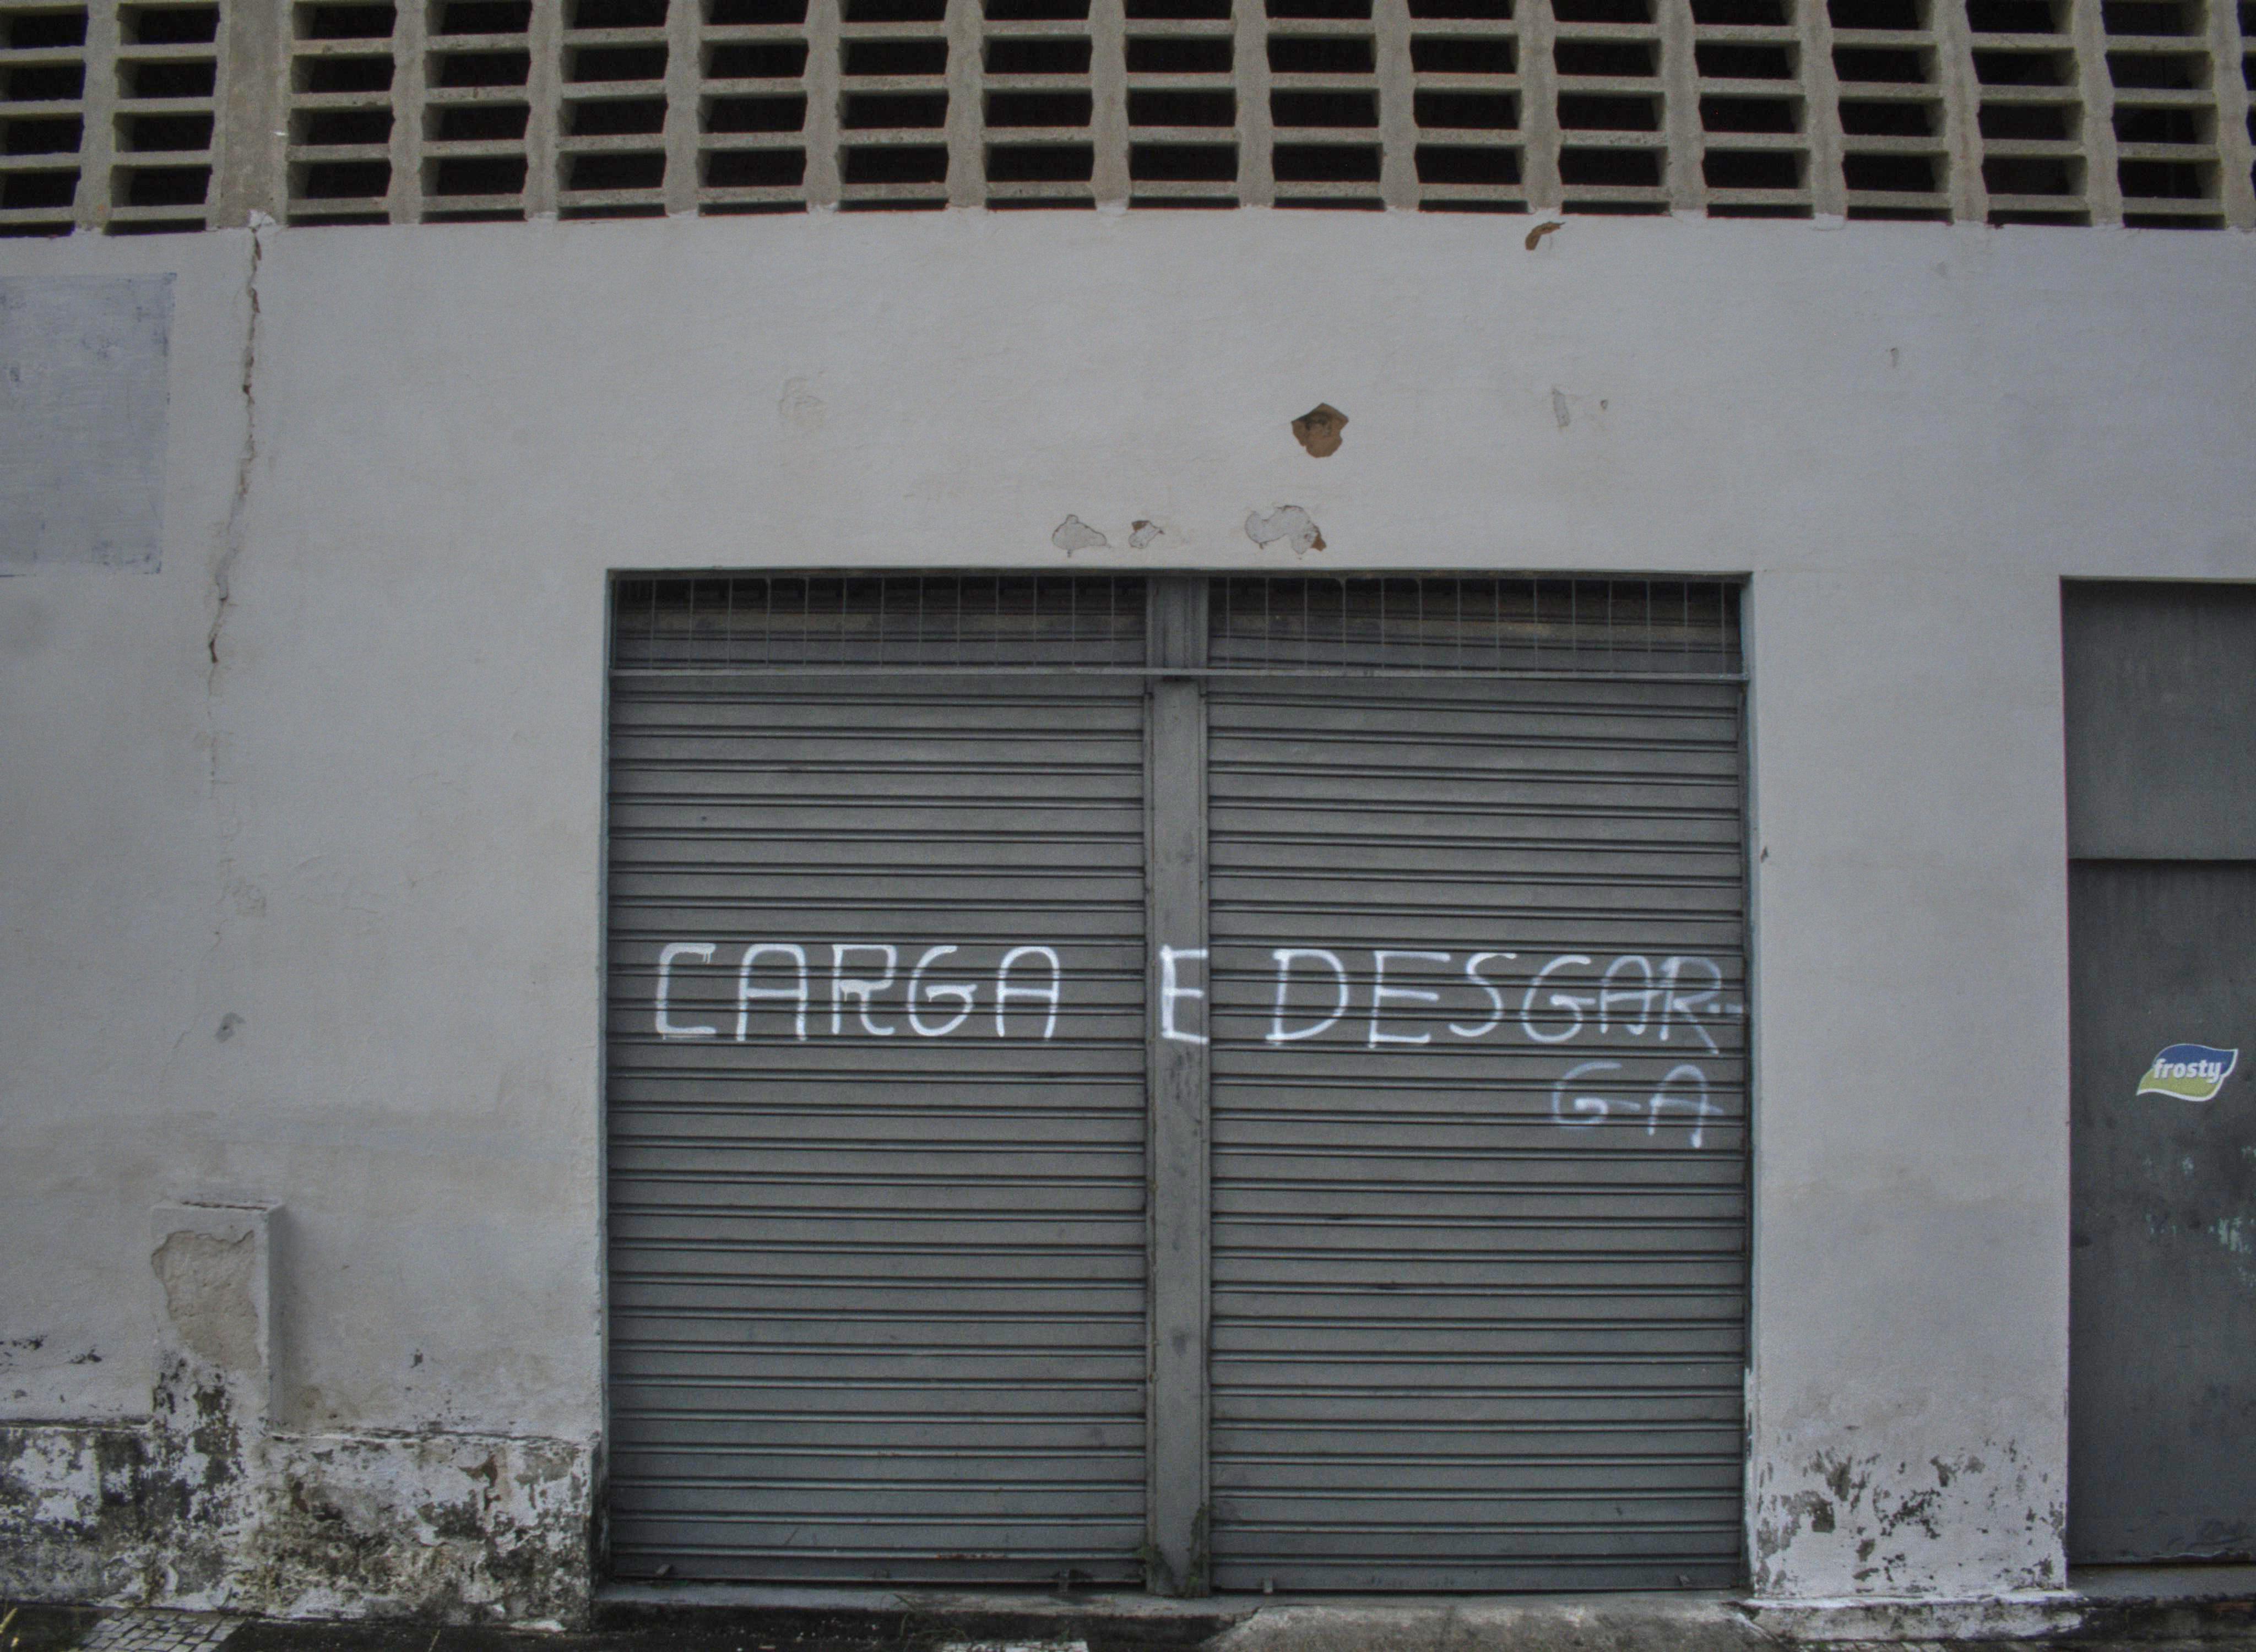 CARGA E DESGAR-
GA
frosty